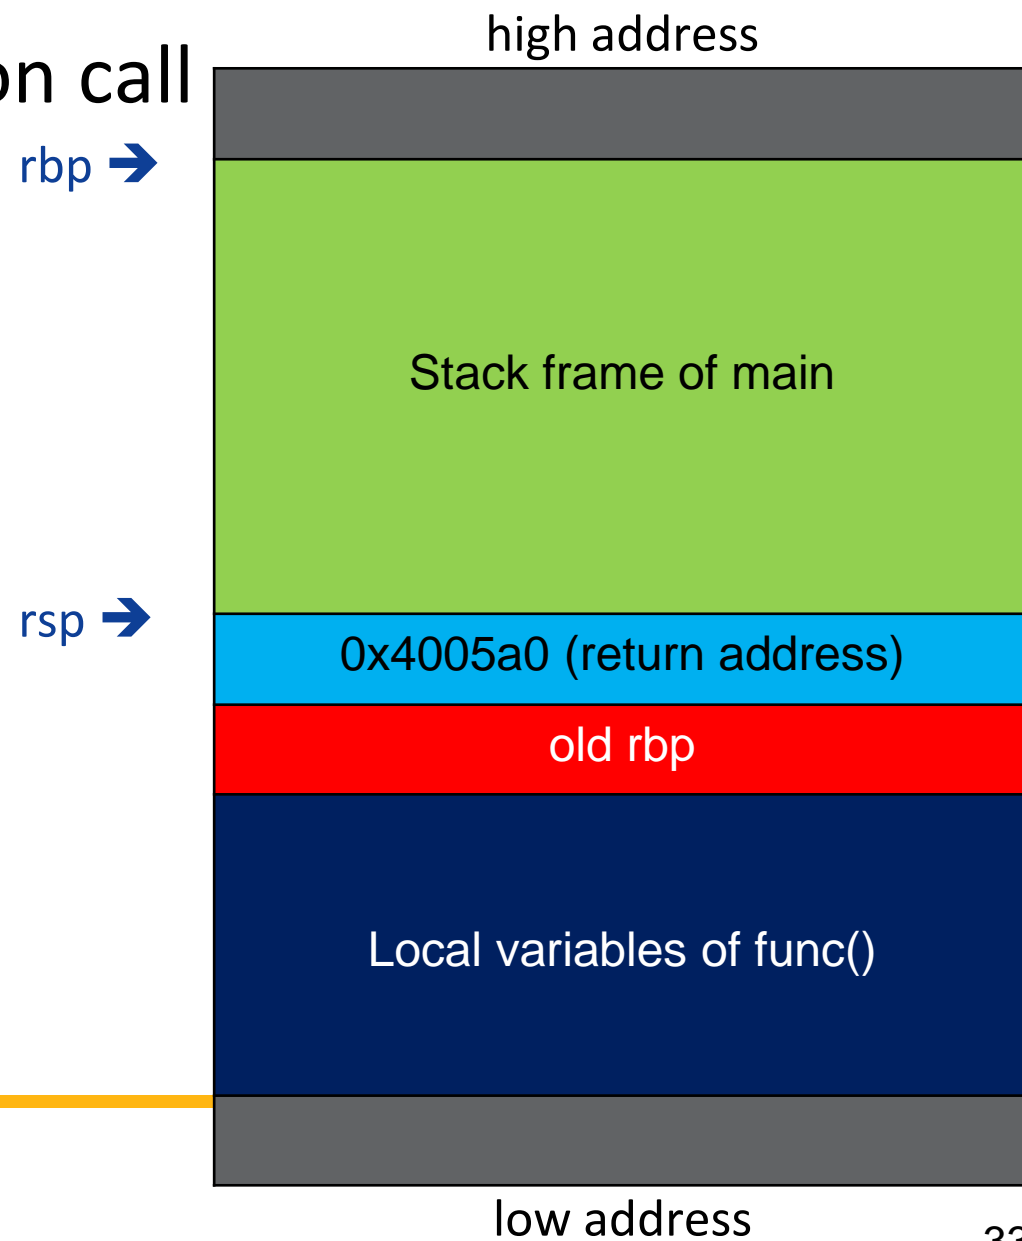 high address
on call
rbp →
Stack frame of main
rsp →
0x4005a0 (return address)
old rbp
Local variables of func()
low address
33